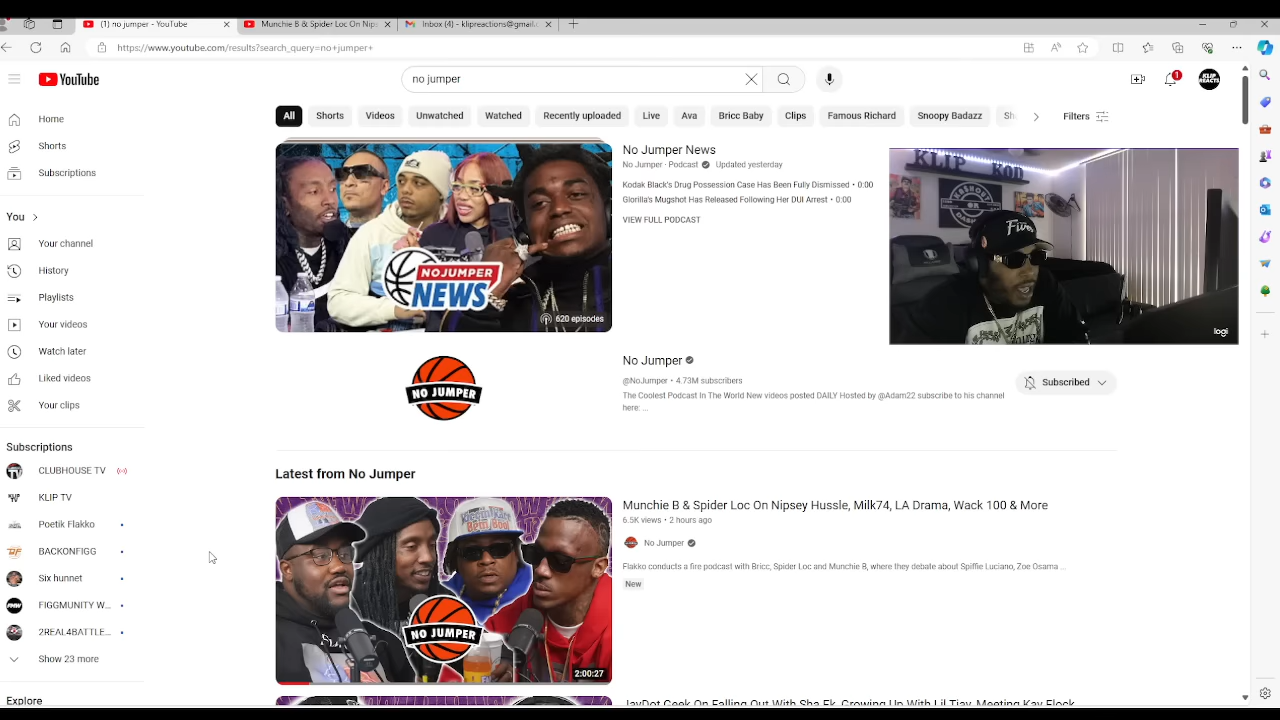 (1) no jumper - YouTube
Munchie B &
Inbox (4) - klipreactions@gmail.c
https://www.youtube.com/results?search_query=no+jumper+
YouTube
no jumper
1
KLIP REACTS
All
Shorts
Videos
Unwatched
Watched
Recently uploaded
Live
Ava
Bricc Baby
Clips
Famous Richard
Snoopy Badazz
Filters
Home
Shorts
Subscriptions
You
Your channel
History
Playlists
Your videos
Watch later
Liked videos
Your clips
Subscriptions
CLUBHOUSE TV
KLIP TV
Poetik Flakko
BACKONFIGG
Six hunnet
FIGGMUNITY W...
2REAL4BATTLE...
Show 23 more
Explore
NOJUMPER
NEWS
620 episodes
No Jumper News
No Jumper · Podcast Updated yesterday
Kodak Black's Drug Possession Case Has Been Fully Dismissed • 0:00
Glorilla's Mugshot Has Released Following Her DUI Arrest • 0:00
VIEW FULL PODCAST
logi
NO JUMPER
No Jumper
@NoJumper • 4.73M subscribers
The Coolest Podcast In The World New videos posted DAILY Hosted by @Adam22 subscribe to his channel
here: ...
Subscribed
Latest from No Jumper
NO JUMPER
2:00:27
Munchie B & Spider Loc On Nipsey Hussle, Milk74, LA Drama, Wack 100 & More
6.5K views • 2 hours ago
No Jumper
Flakko conducts a fire podcast with Bricc, Spider Loc and Munchie B, where they debate about Spiffie Luciano, Zoe Osama ...
New